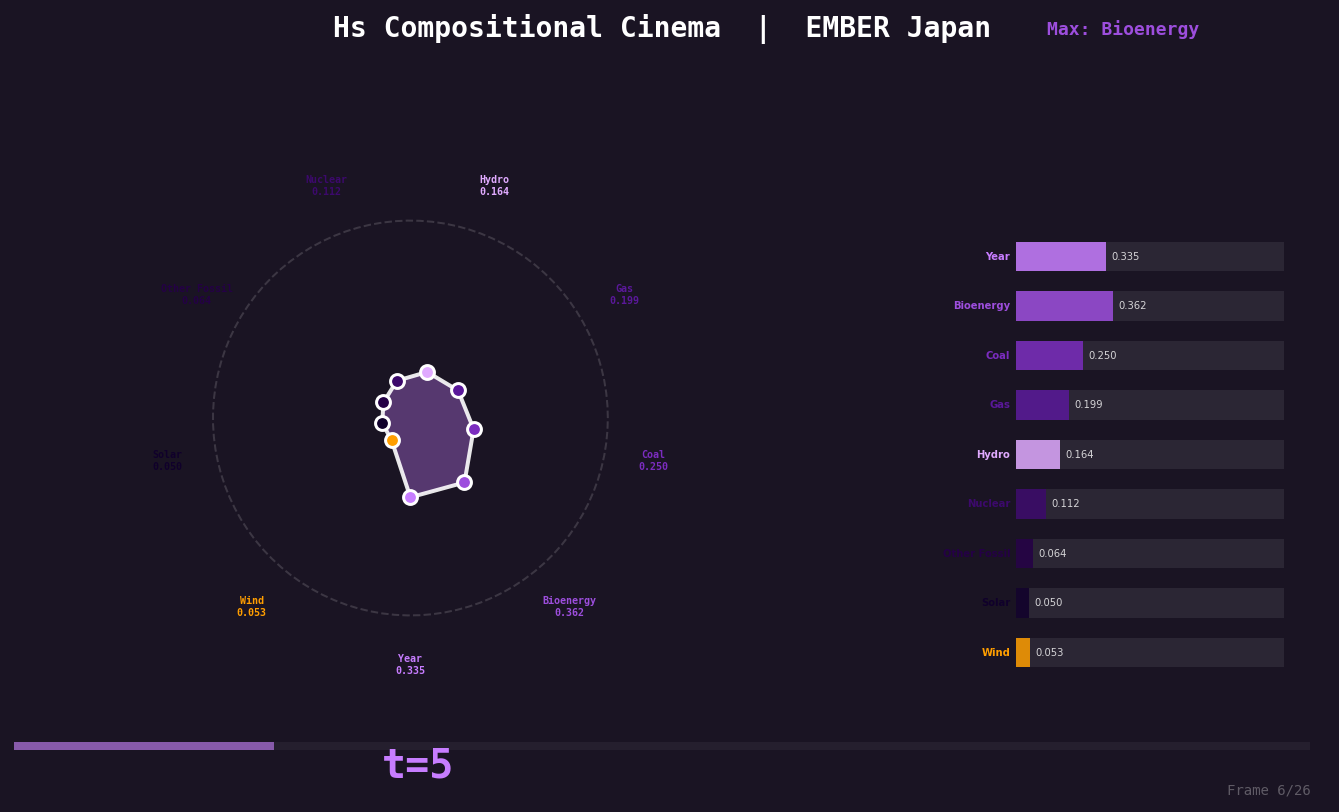 Hs Compositional Cinema | EMBER Japan
Max: Bioenergy
Nuclear
0.112
Hydro
0.164
Other Fossil
0.064
Gas
0.199
Solar
0.050
Coal
0.250
Wind
0.053
Bioenergy
0.362
Year
0.335
Year 0.335
Bioenergy 0.362
Coal 0.250
Gas 0.199
Hydro 0.164
Nuclear 0.112
Other Fossil 0.064
Solar 0.050
Wind 0.053
t=5
Frame 6/26